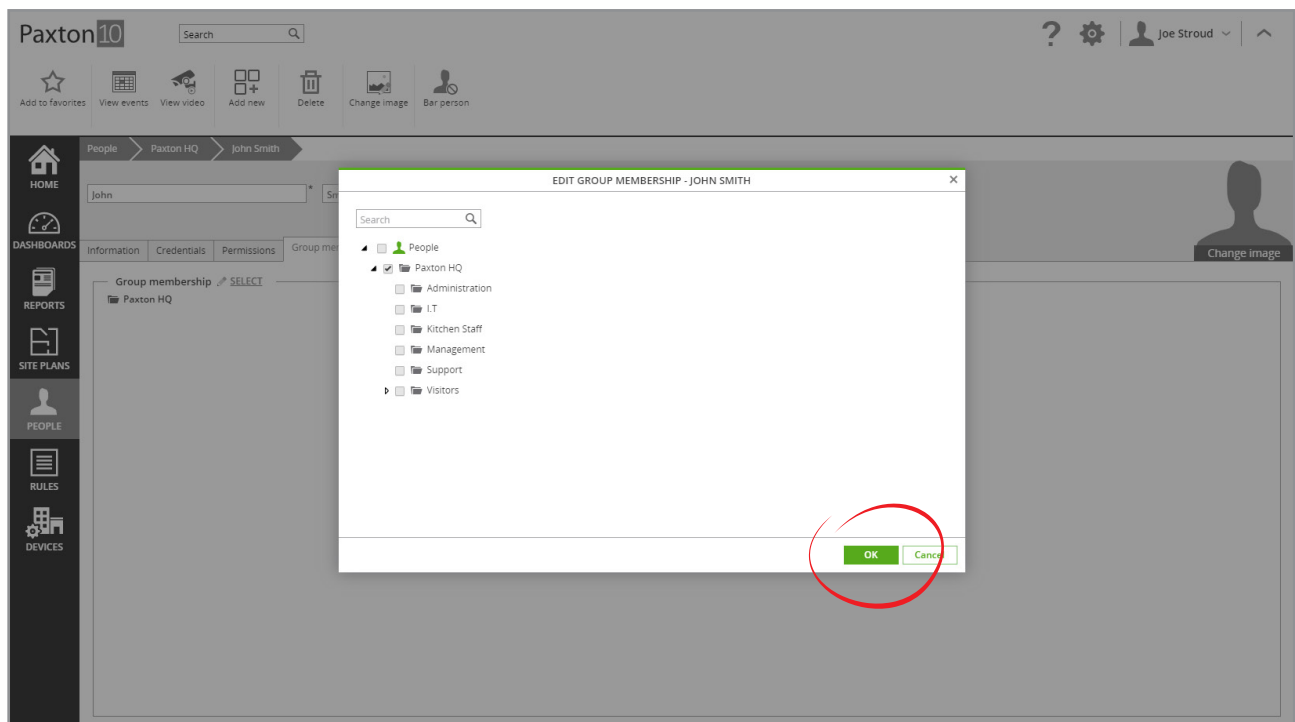 Paxton10
Search
Joe Stroud
Add to favorites View events View video Add new Delete Change image Bar person
People Paxton HQ John Smith
HOME
DASHBOARDS
REPORTS
SITE PLANS
PEOPLE
RULES
DEVICES
John *
Information Credentials Permissions
Group membership SELECT
Paxton HQ
EDIT GROUP MEMBERSHIP - JOHN SMITH
Search
People
Paxton HQ
Administration
I.T
Kitchen Staff
Management
Support
Visitors
OK Cancel
Change image